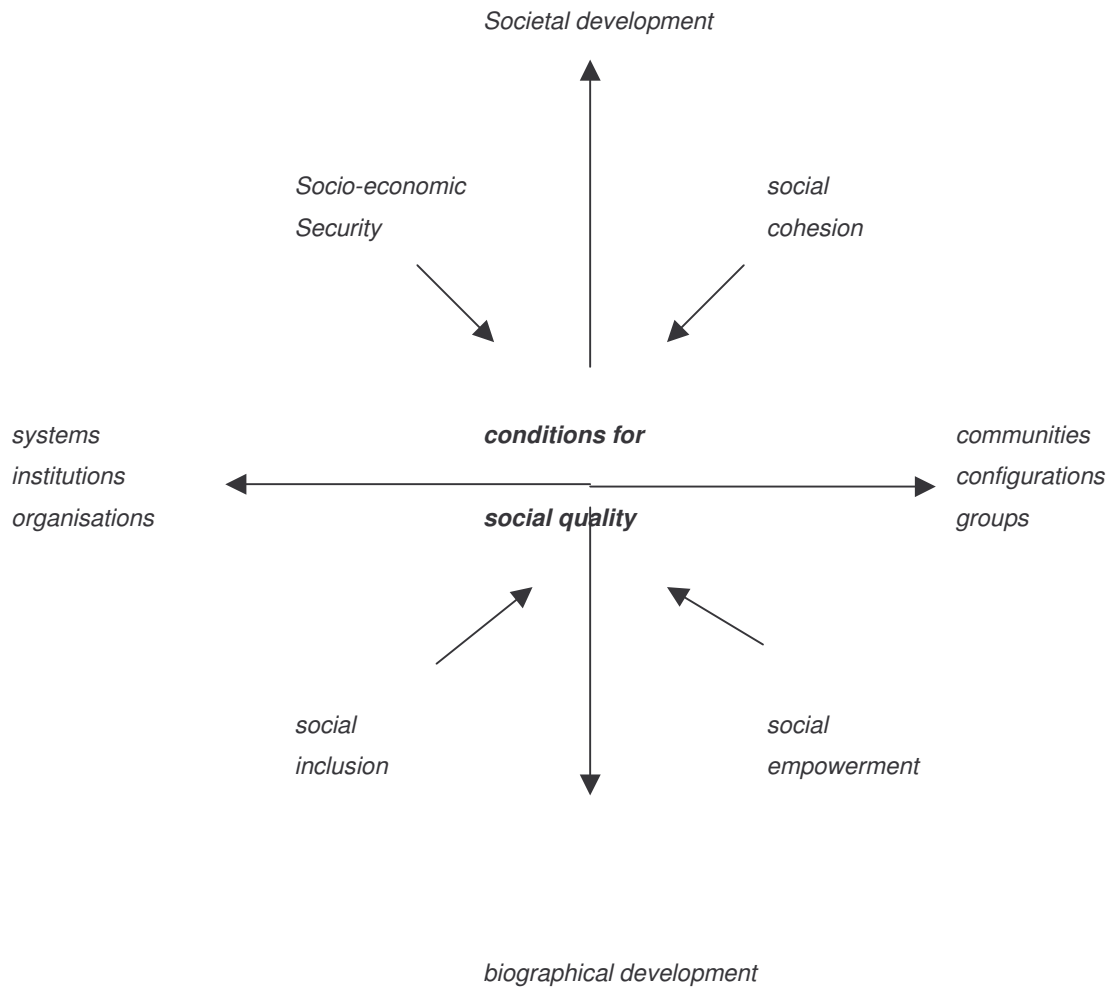 Societal development
Socio-economic
Security
social
cohesion
systems
institutions
organisations
conditions for
social quality
communities
configurations
groups
social
inclusion
social
empowerment
biographical development